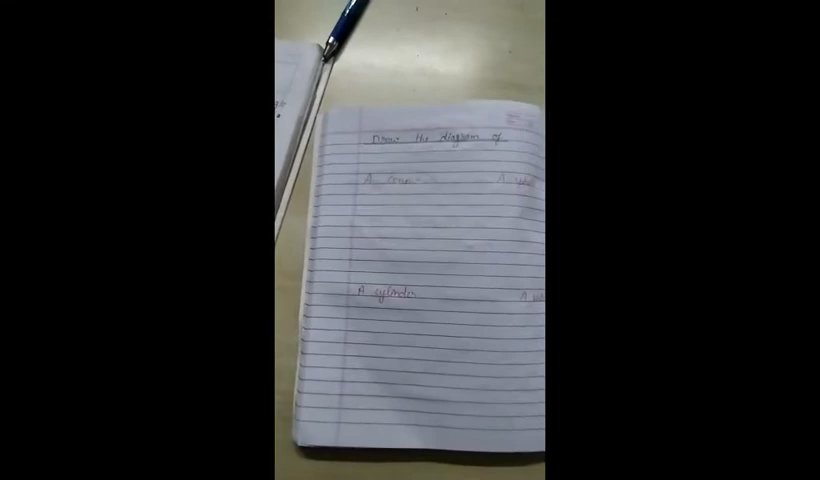 Draw the diagram of
A cone
A
A cylinder
A